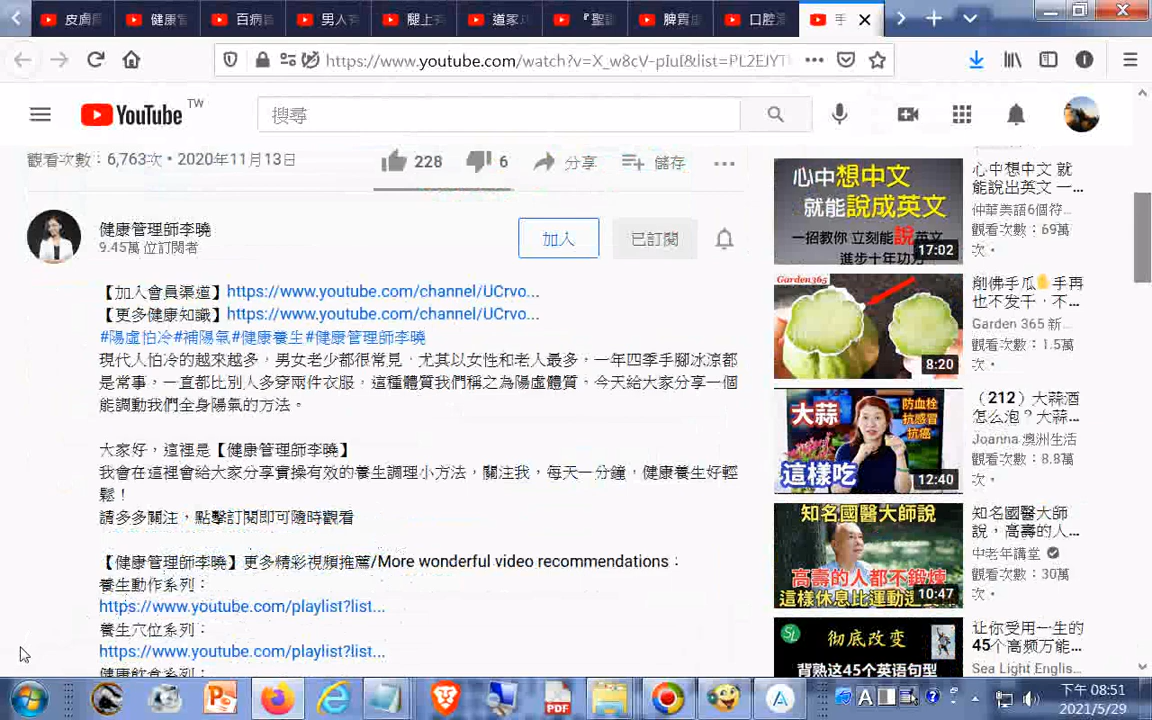 皮膚
健康管
百病
男人
腿上
道家
『聖
脾胃
口腔
手
https://www.youtube.com/watch?v=X_w8cV-pIuI&list=PL2EJYT
YouTube TW
搜尋
觀看次數：6,763次 • 2020年11月13日
228
6
分享
儲存
健康管理師李曉
9.45萬 位訂閱者
加入
已訂閱
【加入會員渠道】https://www.youtube.com/channel/UCrvo...
【更多健康知識】https://www.youtube.com/channel/UCrvo...
#陽虛怕冷#補陽氣#健康養生#健康管理師李曉
現代人怕冷的越來越多，男女老少都很常見，尤其以女性和老人最多，一年四季手腳冰涼都
是常事，一直都比別人多穿兩件衣服，這種體質我們稱之為陽虛體質。今天給大家分享一個
能調動我們全身陽氣的方法。
大家好，這裡是【健康管理師李曉】
我會在這裡會給大家分享實操有效的養生調理小方法，關注我，每天一分鐘，健康養生好輕
鬆！
請多多關注，點擊訂閱即可隨時觀看
【健康管理師李曉】更多精彩視頻推薦/More wonderful video recommendations：
養生動作系列：
https://www.youtube.com/playlist?list...
養生穴位系列：
https://www.youtube.com/playlist?list...
健康飲食系列：
心中想中文
就能說成英文
一招教你 立刻能說英文
進步十年功力
17:02
心中想中文 就
能說出英文 一...
仲華美語6個符...
觀看次數：69萬
次 •
Garden365
8:20
削佛手瓜✋手再
也不发干，不...
Garden 365 新...
觀看次數：1.5萬
次 •
大蒜
防血栓
抗感冒
抗癌
這樣吃
12:40
（212）大蒜酒
怎么泡？大蒜...
Joanna 澳洲生活
觀看次數：8.8萬
次 •
知名國醫大師說
高壽的人都不鍛煉
這樣休息比運動
10:47
知名國醫大師
說，高壽的人...
中老年講堂
觀看次數：30萬
次 •
SL
彻底改变
背熟这45个英语句型
让你受用一生的
45个高频万能...
Sea Light Englis...
PDF
下午 08:51
2021/5/29